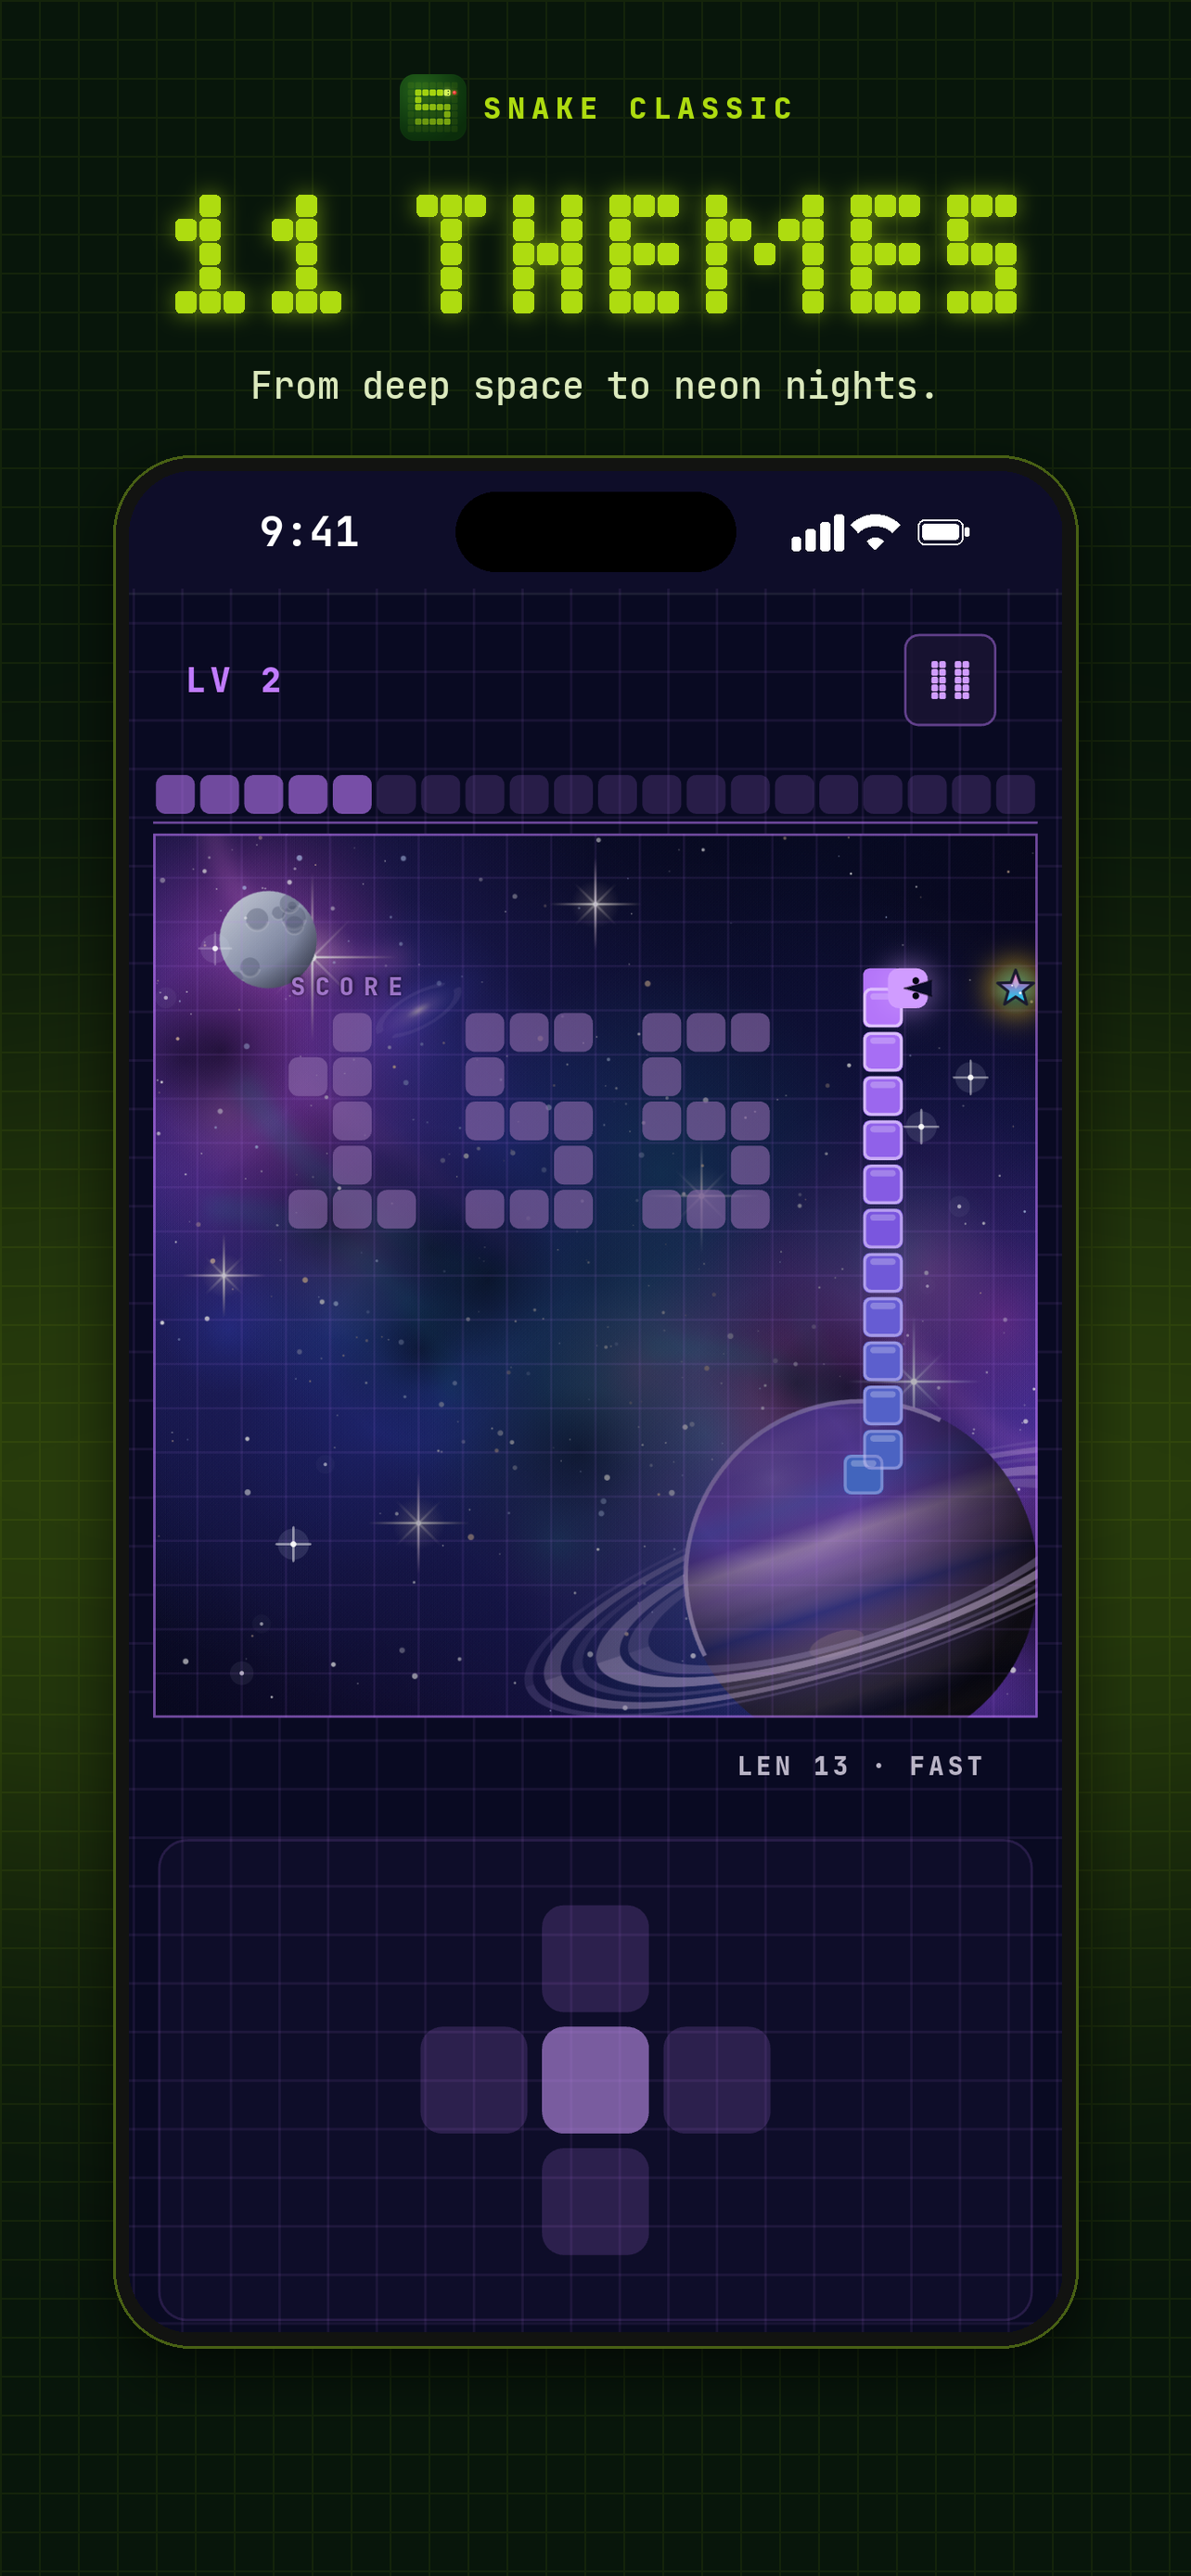 SNAKE CLASSIC
11 THEMES
From deep space to neon nights.
9:41
LV 2
SCORE
155
LEN 13 · FAST